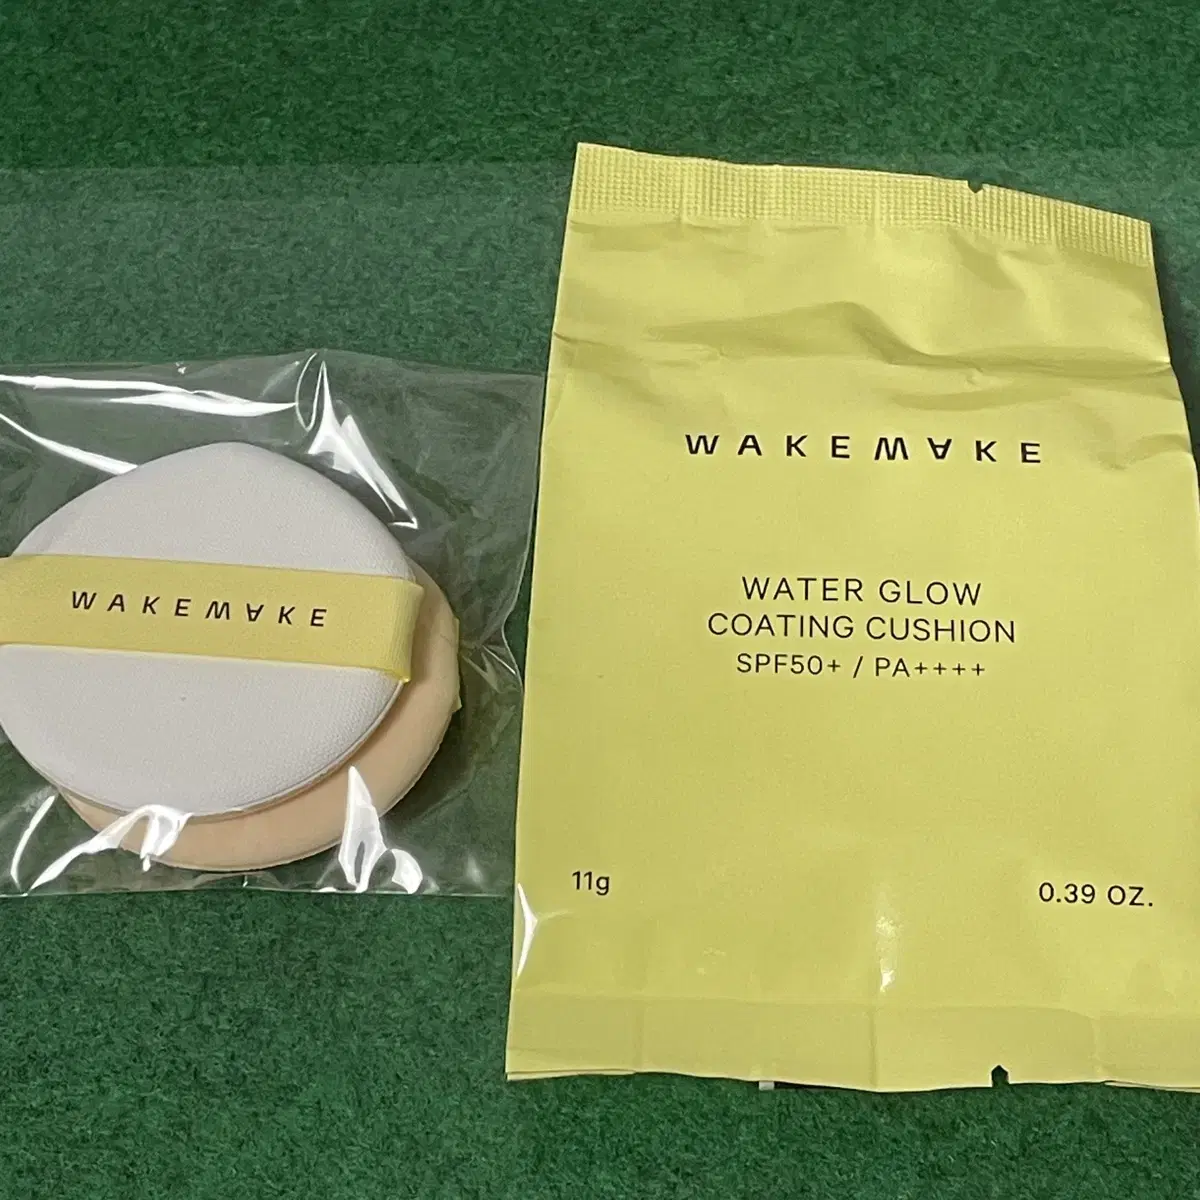 WAKEMAKE
WAKEMAKE
WATER GLOW
COATING CUSHION
SPF50+ / PA++++
11g
0.39 OZ.